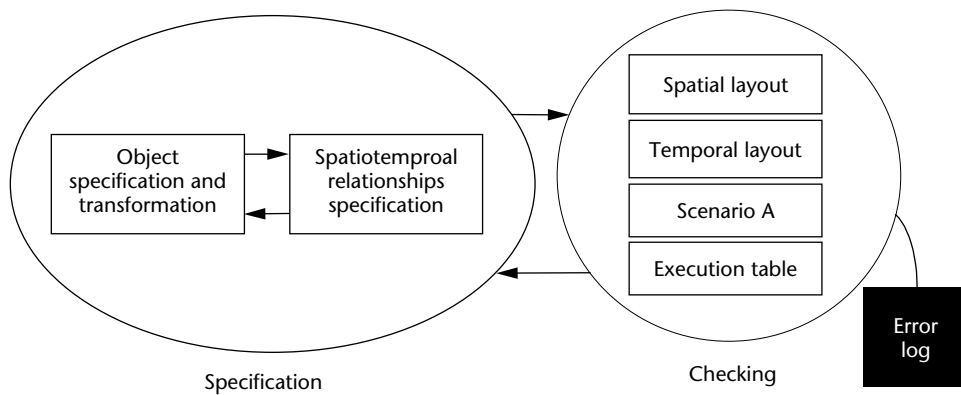 Object
specification and
transformation
Spatiotemproal
relationships
specification
Specification
Spatial layout
Temporal layout
Scenario A
Execution table
Checking
Error
log